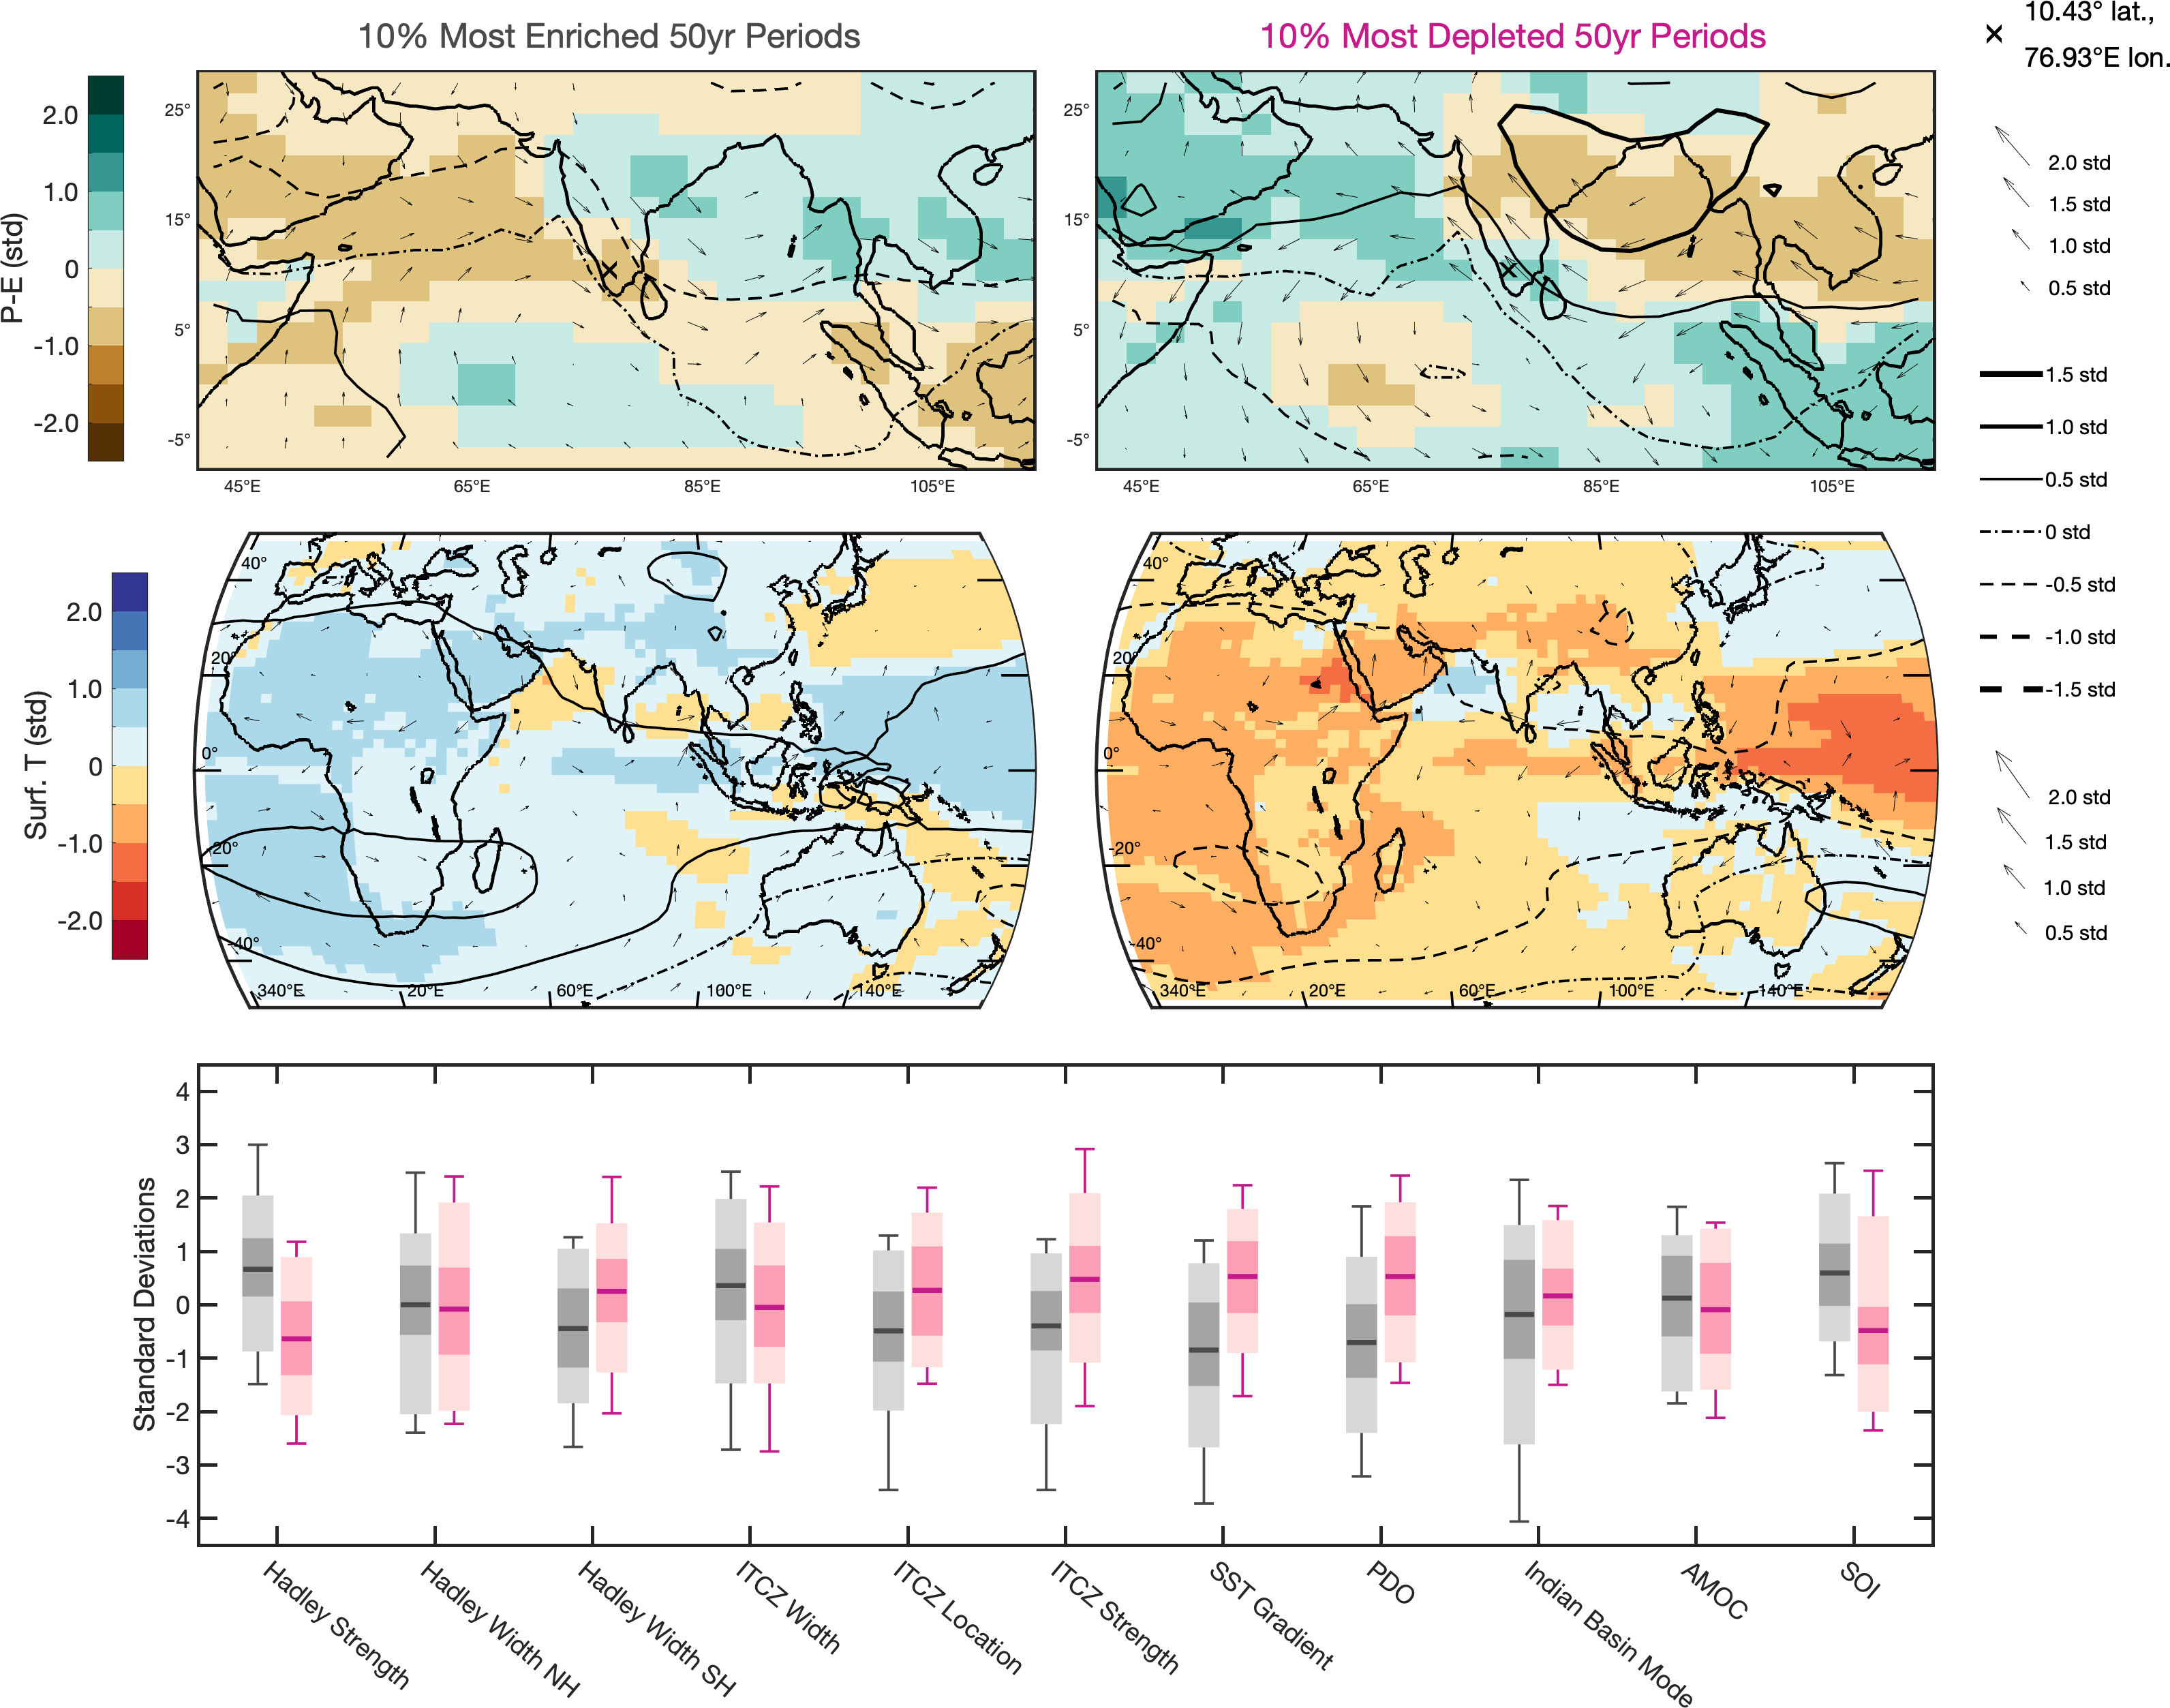 10% Most Enriched 50yr Periods
10% Most Depleted 50yr Periods
10.43° lat.,
76.93°E lon.
P-E (std)
2.0
1.0
0
-1.0
-2.0
25°
15°
5°
-5°
45°E
65°E
85°E
105°E
25°
15°
5°
-5°
45°E
65°E
85°E
105°E
2.0 std
1.5 std
1.0 std
0.5 std
1.5 std
1.0 std
0.5 std
0 std
-0.5 std
-1.0 std
-1.5 std
Surf. T (std)
2.0
1.0
0
-1.0
-2.0
40°
20°
0°
-20°
-40°
340°E
20°E
60°E
100°E
140°E
40°
20°
0°
-20°
-40°
340°E
20°E
60°E
100°E
140°E
2.0 std
1.5 std
1.0 std
0.5 std
Standard Deviations
4
3
2
1
0
-1
-2
-3
-4
Hadley Strength
Hadley Width NH
Hadley Width SH
ITCZ Width
ITCZ Location
ITCZ Strength
SST Gradient
PDO
Indian Basin Mode
AMOC
SOI